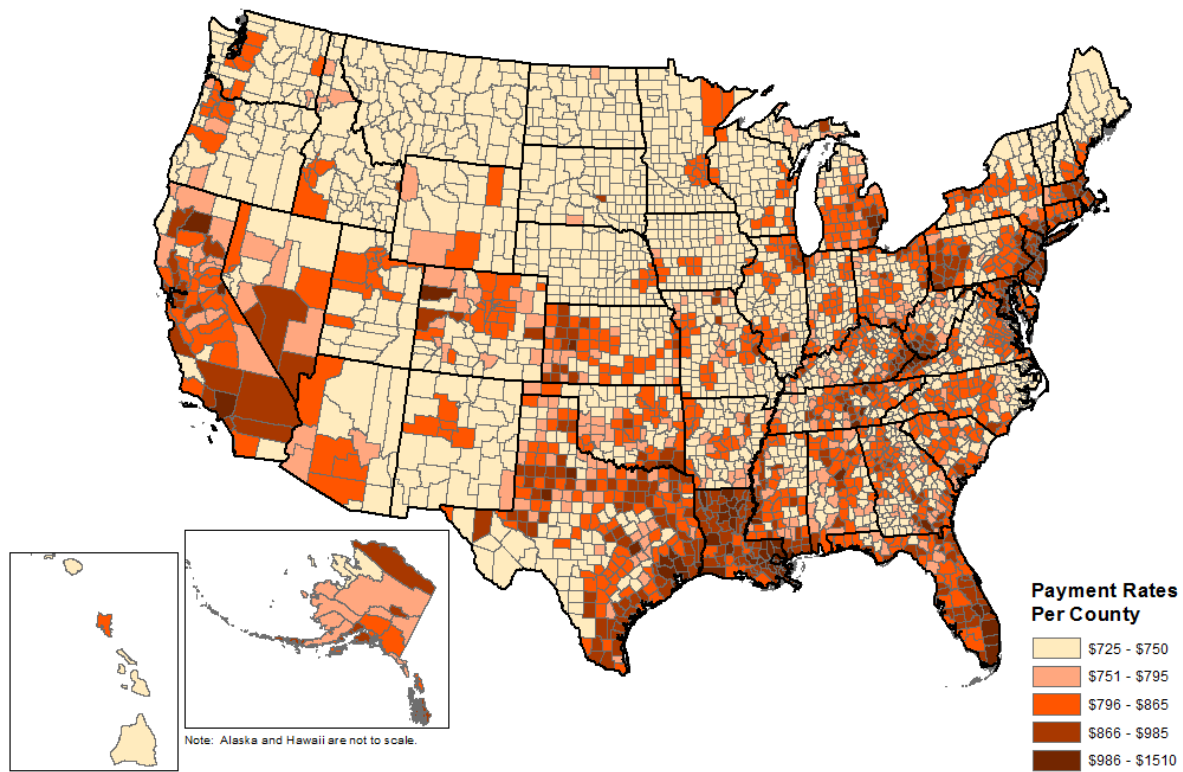 Payment Rates
Per County
$725 - $750
$751 - $795
$796 - $865
$866 - $985
$986 - $1510
Note: Alaska and Hawaii are not to scale.